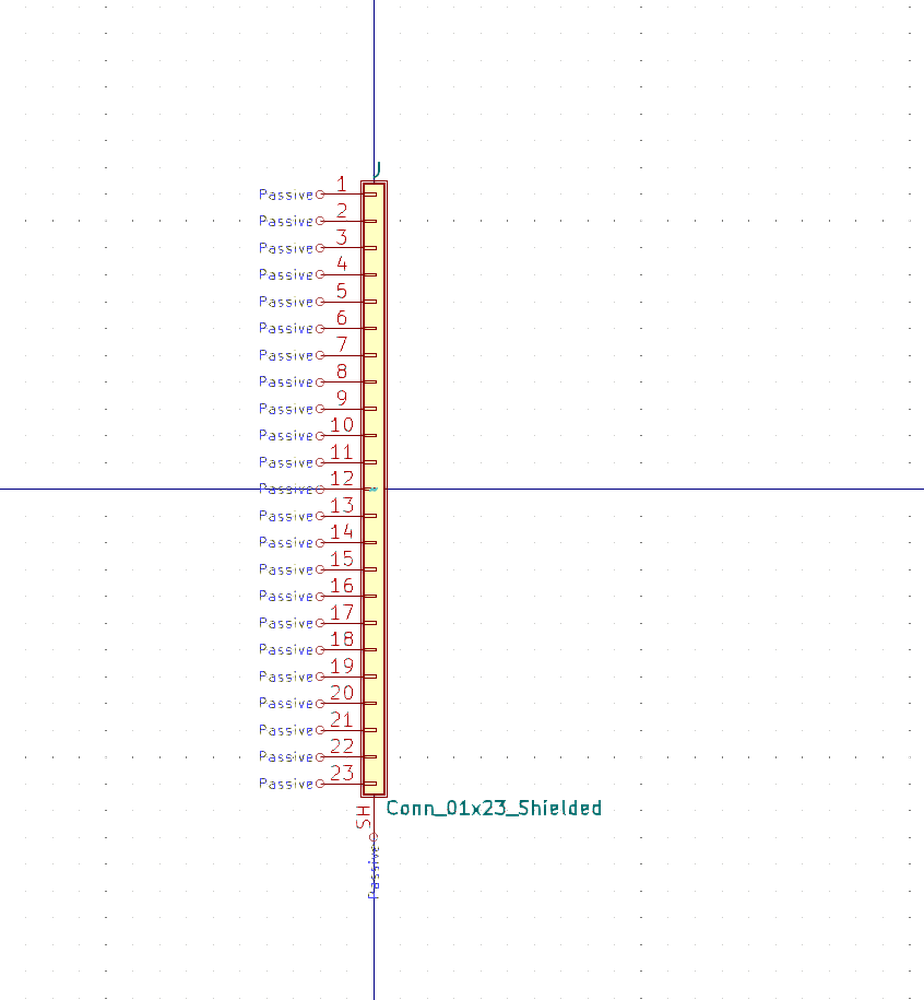 J
Passive 1
Passive 2
Passive 3
Passive 4
Passive 5
Passive 6
Passive 7
Passive 8
Passive 9
Passive 10
Passive 11
Passive 12
Passive 13
Passive 14
Passive 15
Passive 16
Passive 17
Passive 18
Passive 19
Passive 20
Passive 21
Passive 22
Passive 23
Conn_01x23_Shielded
SH
Passive